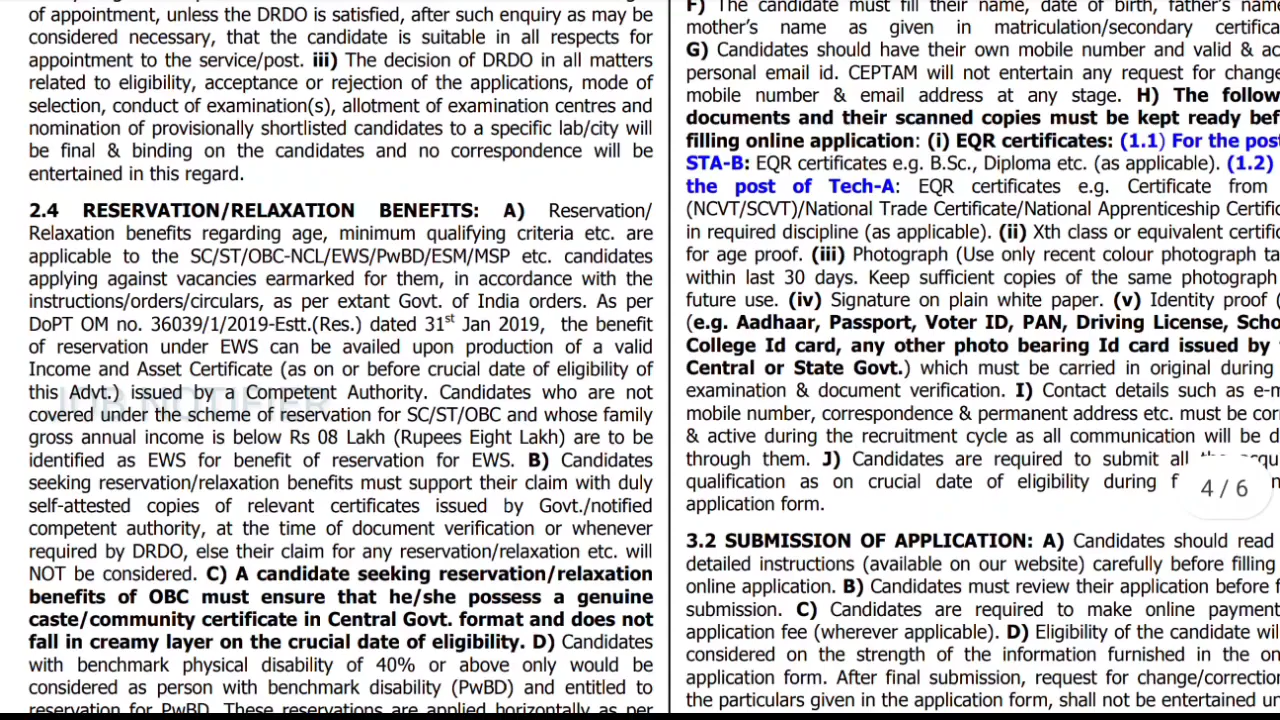 of appointment, unless the DRDO is satisfied, after such enquiry as may be
considered necessary, that the candidate is suitable in all respects for
appointment to the service/post. iii) The decision of DRDO in all matters
related to eligibility, acceptance or rejection of the applications, mode of
selection, conduct of examination(s), allotment of examination centres and
nomination of provisionally shortlisted candidates to a specific lab/city will
be final & binding on the candidates and no correspondence will be
entertained in this regard.
2.4 RESERVATION/RELAXATION BENEFITS: A) Reservation/
Relaxation benefits regarding age, minimum qualifying criteria etc. are
applicable to the SC/ST/OBC-NCL/EWS/PwBD/ESM/MSP etc. candidates
applying against vacancies earmarked for them, in accordance with the
instructions/orders/circulars, as per extant Govt. of India orders. As per
DoPT OM no. 36039/1/2019-Estt.(Res.) dated 31st Jan 2019, the benefit
of reservation under EWS can be availed upon production of a valid
Income and Asset Certificate (as on or before crucial date of eligibility of
this Advt.) issued by a Competent Authority. Candidates who are not
covered under the scheme of reservation for SC/ST/OBC and whose family
gross annual income is below Rs 08 Lakh (Rupees Eight Lakh) are to be
identified as EWS for benefit of reservation for EWS. B) Candidates
seeking reservation/relaxation benefits must support their claim with duly
self-attested copies of relevant certificates issued by Govt./notified
competent authority, at the time of document verification or whenever
required by DRDO, else their claim for any reservation/relaxation etc. will
NOT be considered. C) A candidate seeking reservation/relaxation
benefits of OBC must ensure that he/she possess a genuine
caste/community certificate in Central Govt. format and does not
fall in creamy layer on the crucial date of eligibility. D) Candidates
with benchmark physical disability of 40% or above only would be
considered as person with benchmark disability (PwBD) and entitled to
reservation for PwBD. These reservations are applied horizontally as per
JOB NOTIFIER
F) The candidate must fill their name, date of birth, father's name
mother's name as given in matriculation/secondary certifica
G) Candidates should have their own mobile number and valid & ac
personal email id. CEPTAM will not entertain any request for change
mobile number & email address at any stage. H) The follow
documents and their scanned copies must be kept ready bef
filling online application: (i) EQR certificates: (1.1) For the post
STA-B: EQR certificates e.g. B.Sc., Diploma etc. (as applicable). (1.2)
the post of Tech-A: EQR certificates e.g. Certificate from
(NCVT/SCVT)/National Trade Certificate/National Apprenticeship Certific
in required discipline (as applicable). (ii) Xth class or equivalent certific
for age proof. (iii) Photograph (Use only recent colour photograph ta
within last 30 days. Keep sufficient copies of the same photograph
future use. (iv) Signature on plain white paper. (v) Identity proof (
(e.g. Aadhaar, Passport, Voter ID, PAN, Driving License, Scho
College Id card, any other photo bearing Id card issued by
Central or State Govt.) which must be carried in original during
examination & document verification. I) Contact details such as e-m
mobile number, correspondence & permanent address etc. must be cor
& active during the recruitment cycle as all communication will be d
through them. J) Candidates are required to submit all
qualification as on crucial date of eligibility during f
application form.
4 / 6
3.2 SUBMISSION OF APPLICATION: A) Candidates should read
detailed instructions (available on our website) carefully before filling
online application. B) Candidates must review their application before f
submission. C) Candidates are required to make online payment
application fee (wherever applicable). D) Eligibility of the candidate wil
considered on the strength of the information furnished in the on
application form. After final submission, request for change/correction
the particulars given in the application form, shall not be entertained un